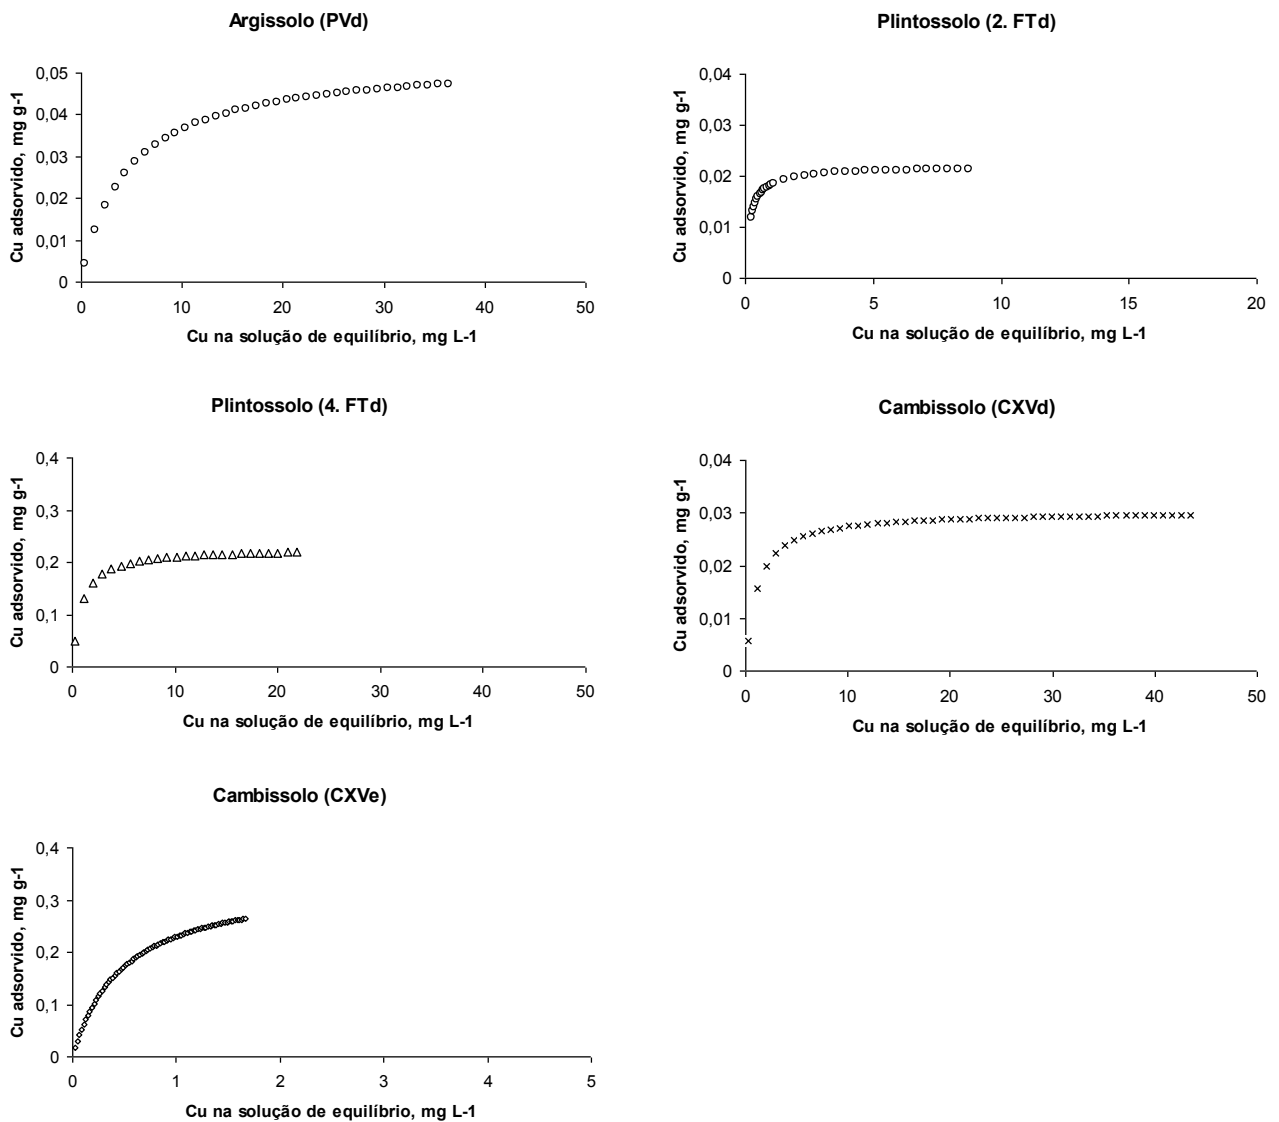 Argissolo (PVd)
Cu adsorvido, mg g-1
0,05
0,04
0,03
0,02
0,01
0
0 10 20 30 40 50
Cu na solução de equilíbrio, mg L-1
Plintossolo (2. FTd)
Cu adsorvido, mg g-1
0,04
0,03
0,02
0,01
0
0 5 10 15 20
Cu na solução de equilíbrio, mg L-1
Plintossolo (4. FTd)
Cu adsorvido, mg g-1
0,4
0,3
0,2
0,1
0
0 10 20 30 40 50
Cu na solução de equilíbrio, mg L-1
Cambissolo (CXVd)
Cu adsorvido, mg g-1
0,04
0,03
0,02
0,01
0
0 10 20 30 40 50
Cu na solução de equilíbrio, mg L-1
Cambissolo (CXVe)
Cu adsorvido, mg g-1
0,4
0,3
0,2
0,1
0
0 1 2 3 4 5
Cu na solução de equilíbrio, mg L-1